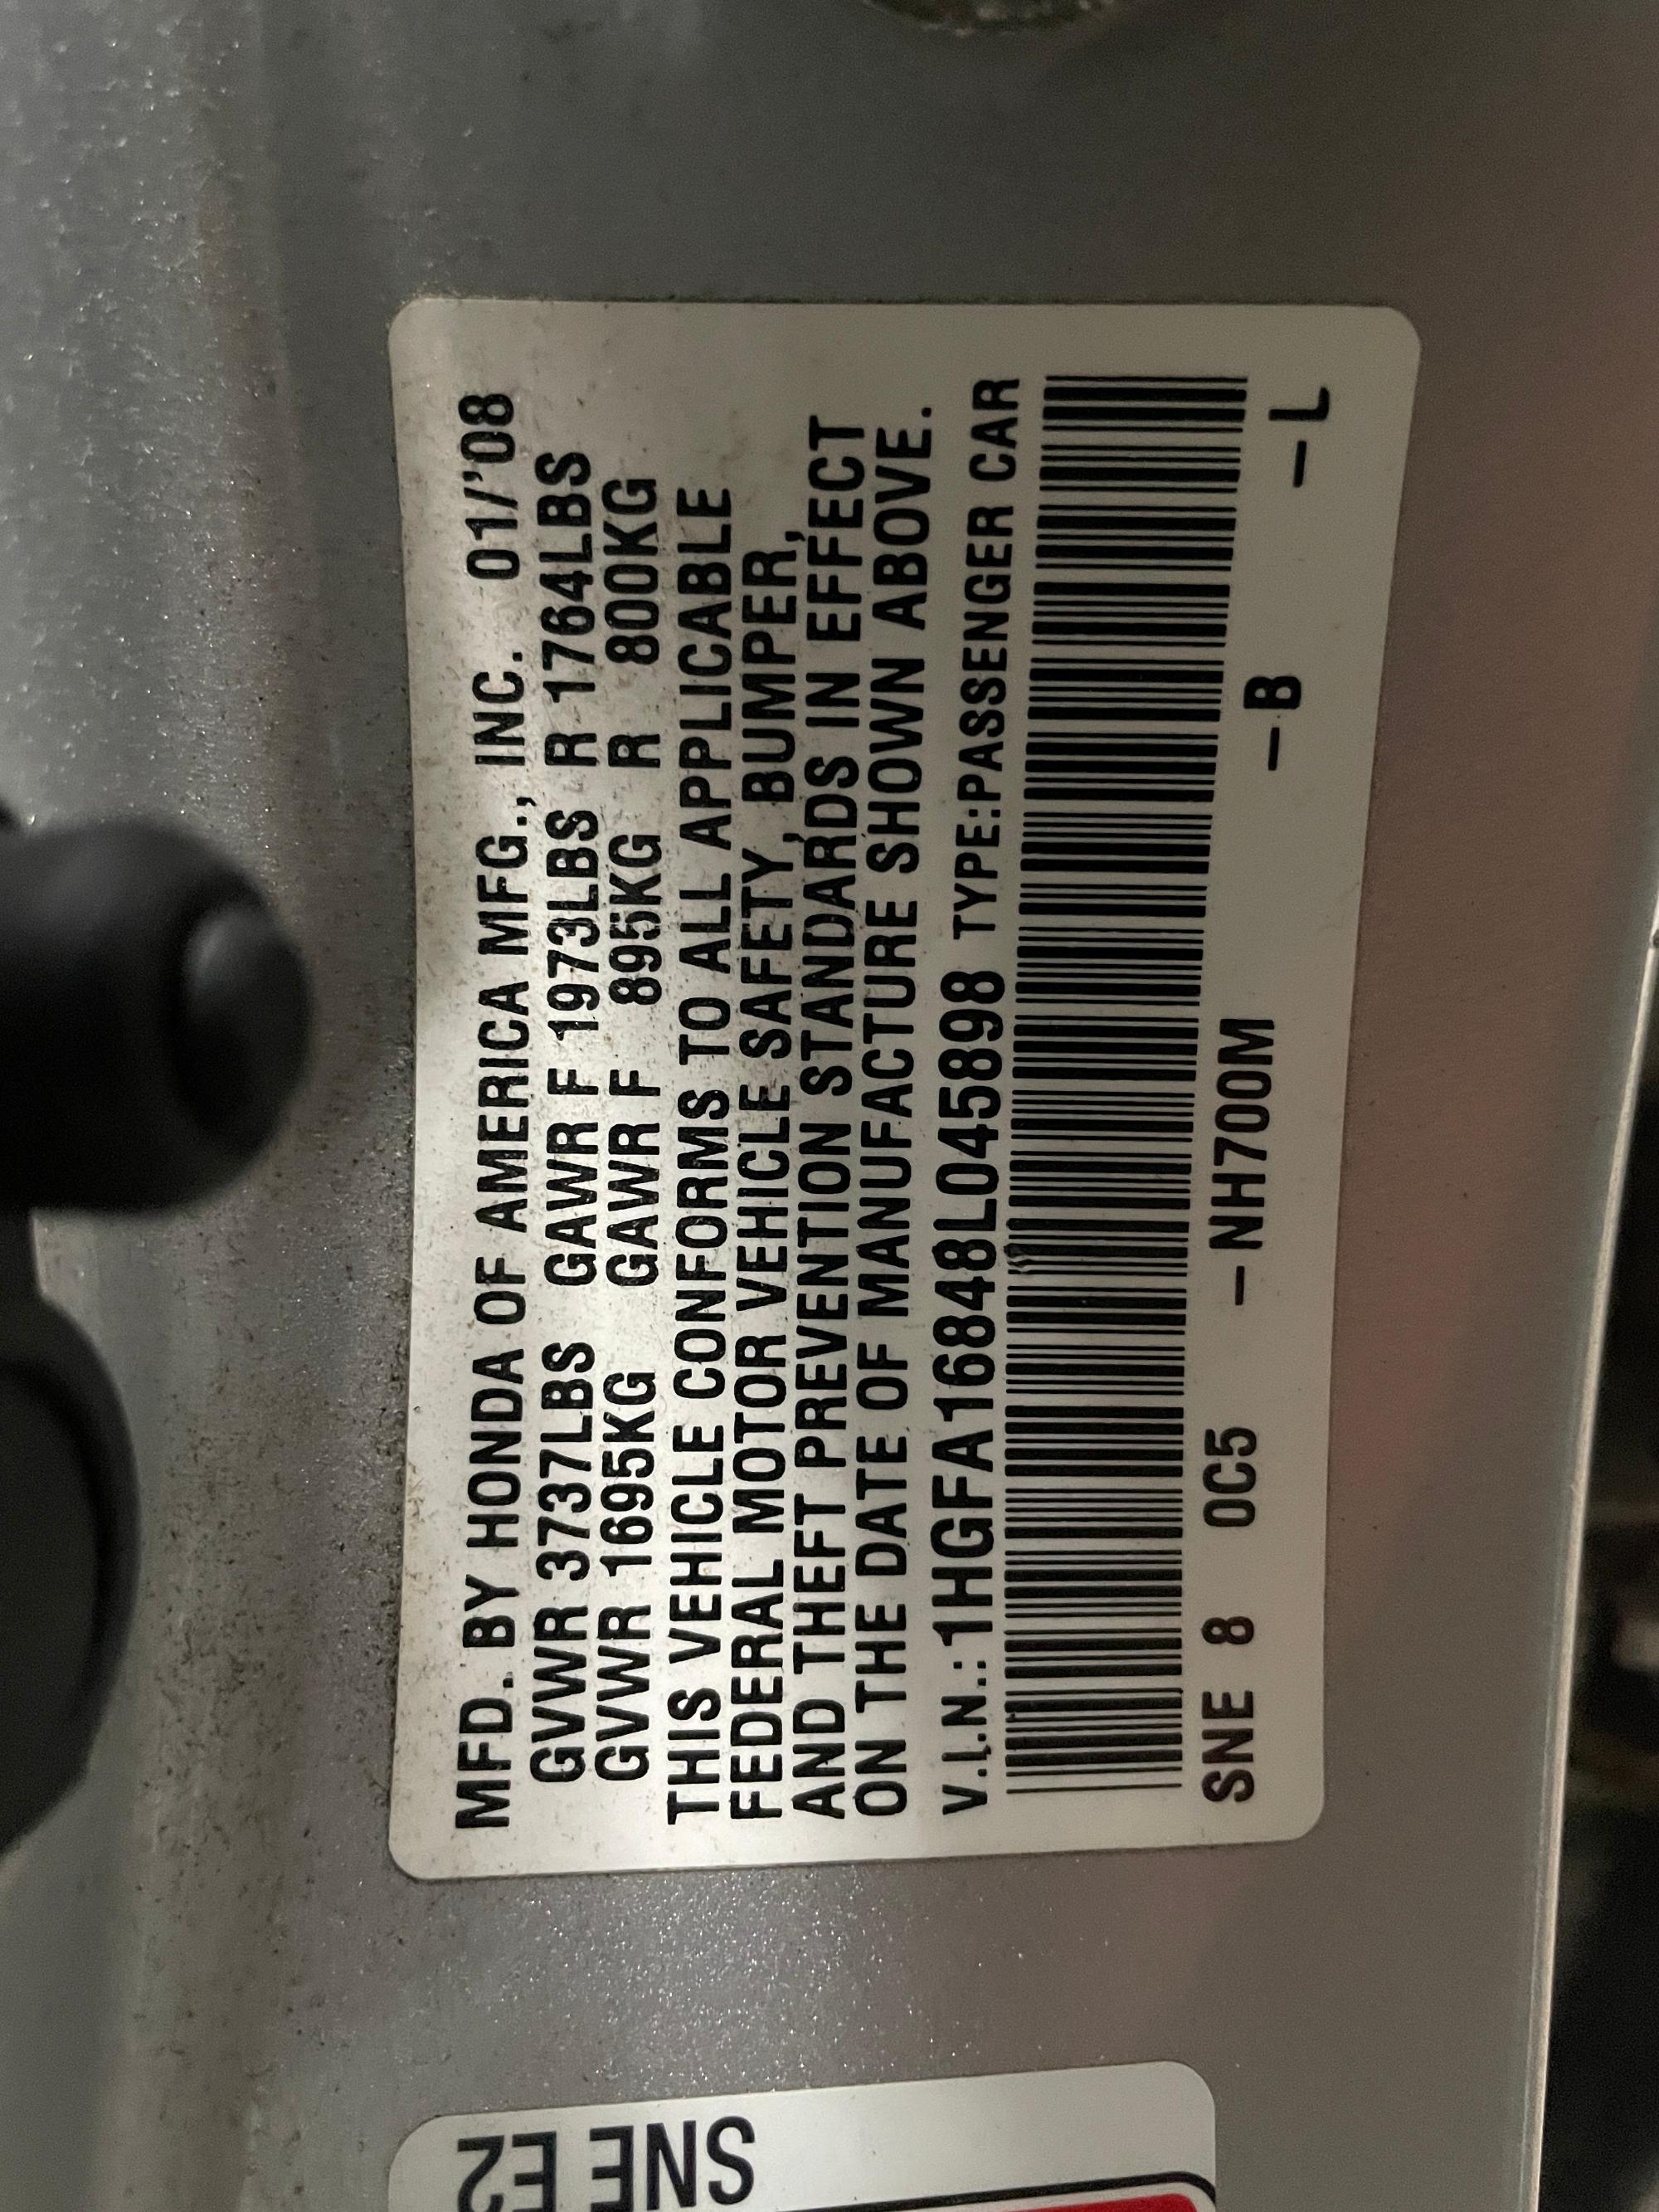 MFD. BY HONDA OF AMERICA MFG., INC. 01/'08
GVWR 3737LBS GAWR F 1973LBS R 1764LBS
GVWR 1695KG GAWR F 895KG R 800KG
THIS VEHICLE CONFORMS TO ALL APPLICABLE
FEDERAL MOTOR VEHICLE SAFETY, BUMPER,
AND THEFT PREVENTION STANDARDS IN EFFECT
ON THE DATE OF MANUFACTURE SHOWN ABOVE.
V.I.N.: 1HGFA16848L045898 TYPE:PASSENGER CAR
SNE 8 0C5 –NH700M –B –L
SNE E2